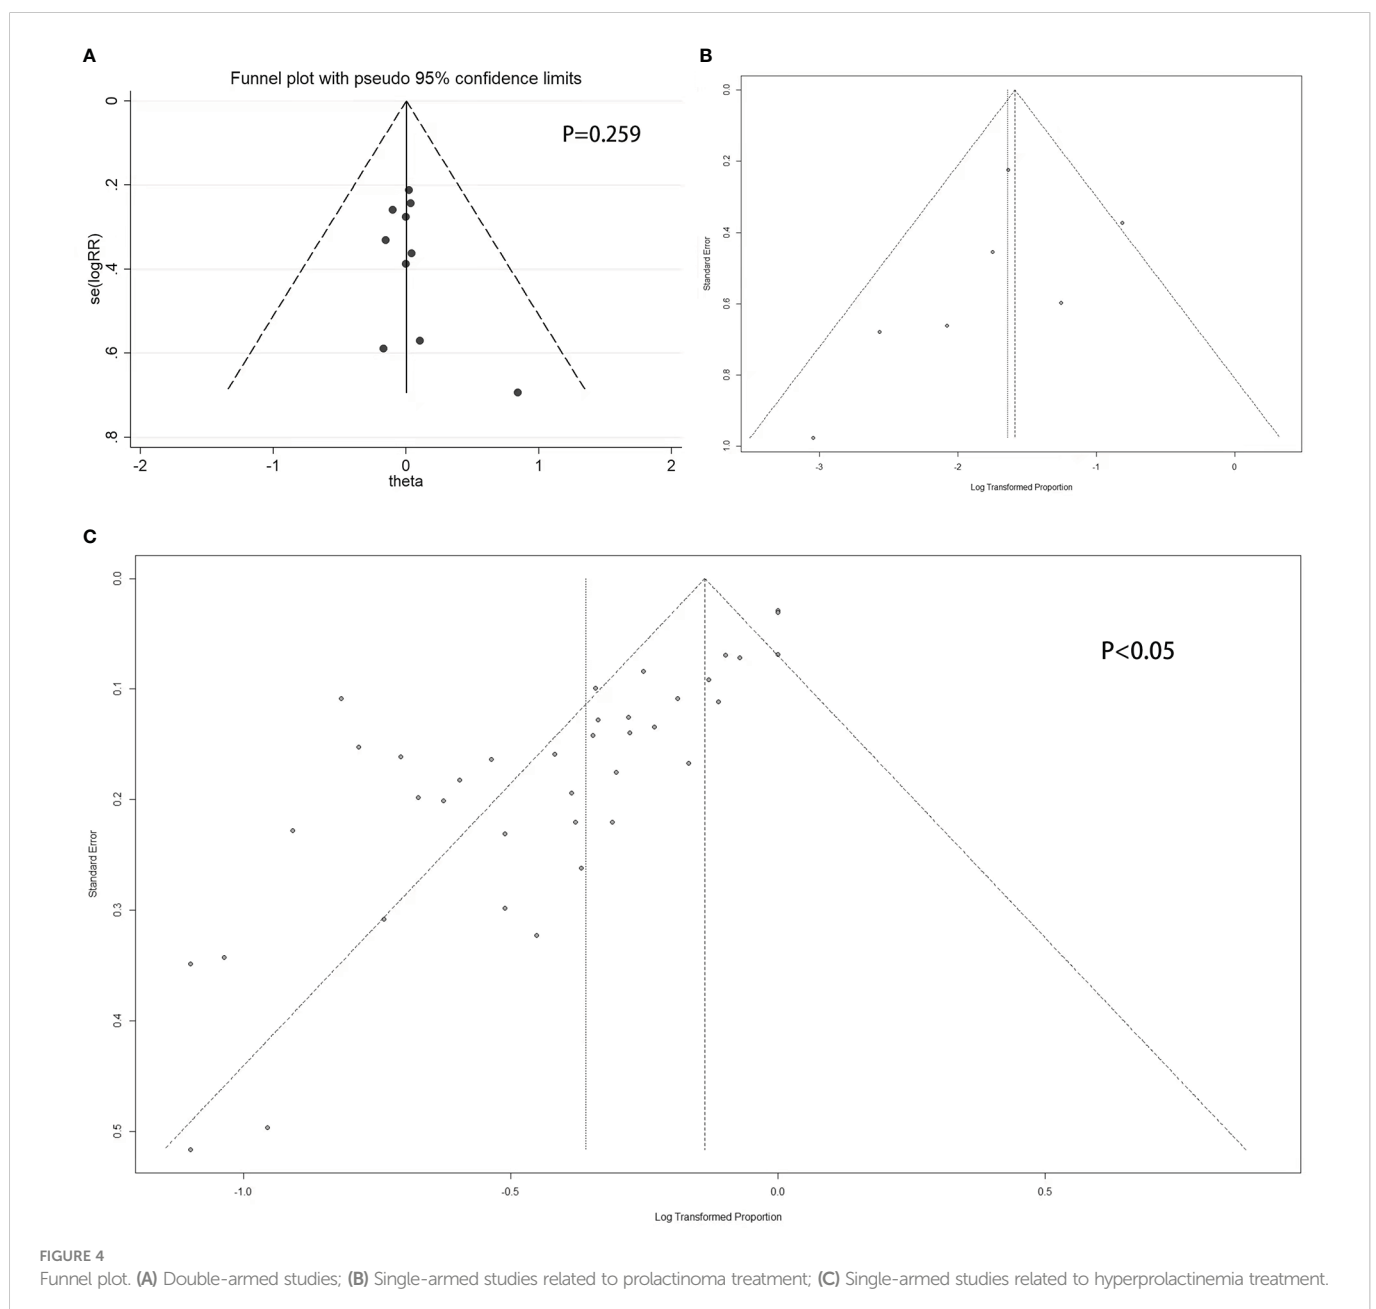 A
Funnel plot with pseudo 95% confidence limits
P=0.259
0
.2
.4
.6
.8
se(logRR)
-2
-1
0
1
2
theta
B
0.0
0.2
0.4
0.6
0.8
1.0
Standard Error
-3
-2
-1
0
Log Transformed Proportion
C
P<0.05
0.0
0.1
0.2
0.3
0.4
0.5
Standard Error
-1.0
-0.5
0.0
0.5
Log Transformed Proportion
FIGURE 4
Funnel plot. (A) Double-armed studies; (B) Single-armed studies related to prolactinoma treatment; (C) Single-armed studies related to hyperprolactinemia treatment.